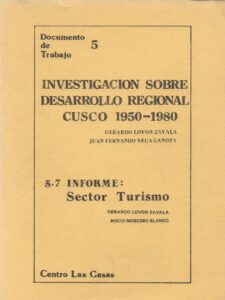 Documento
de 5
Trabajo
INVESTIGACION SOBRE
DESARROLLO REGIONAL
CUSCO 1950-1980
GERARDO LOVON ZAVALA
JUAN FERNANDO VEGA GANOZA
5.7 INFORME:
Sector Turismo
GERARDO LOVON ZAVALA
ROCIO MOSCOSO BLANCO
Centro Las Casas